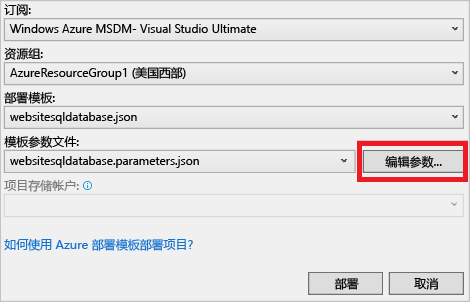 订阅:
Windows Azure MSDM- Visual Studio Ultimate
资源组:
AzureResourceGroup1 (美国西部)
部署模板:
websitesqldatabase.json
模板参数文件:
websitesqldatabase.parameters.json
编辑参数...
项目存储帐户:
如何使用 Azure 部署模板部署项目?
部署
取消